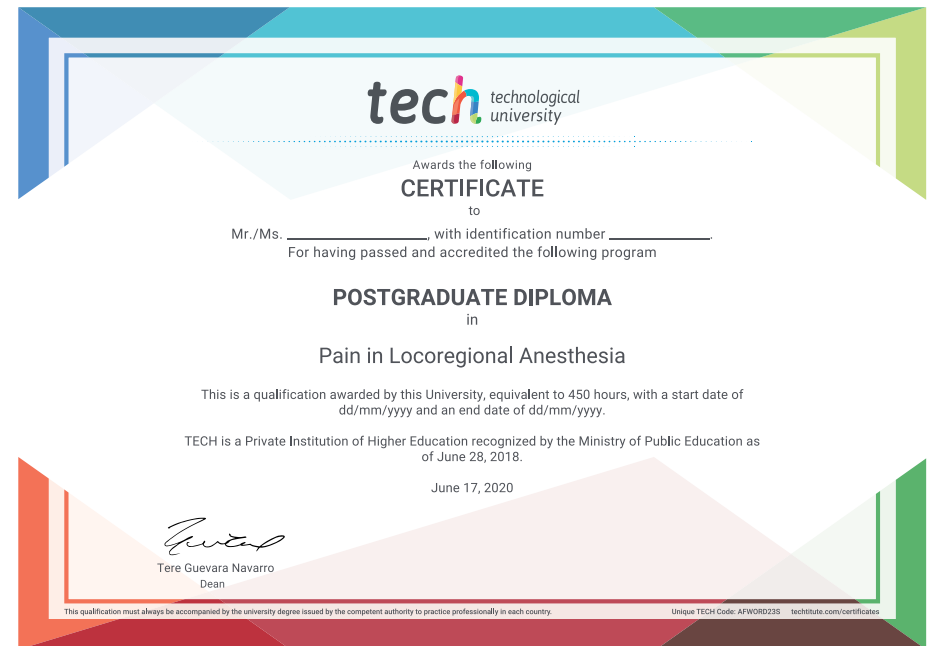 tech technological
university
Awards the following
CERTIFICATE
to
Mr./Ms. ____________________, with identification number ______________.
For having passed and accredited the following program
POSTGRADUATE DIPLOMA
in
Pain in Locoregional Anesthesia
This is a qualification awarded by this University, equivalent to 450 hours, with a start date of
dd/mm/yyyy and an end date of dd/mm/yyyy.
TECH is a Private Institution of Higher Education recognized by the Ministry of Public Education as
of June 28, 2018.
June 17, 2020
Tere Guevara Navarro
Dean
This qualification must always be accompanied by the university degree issued by the competent authority to practice professionally in each country.
Unique TECH Code: AFWORD23S techtitute.com/certificates